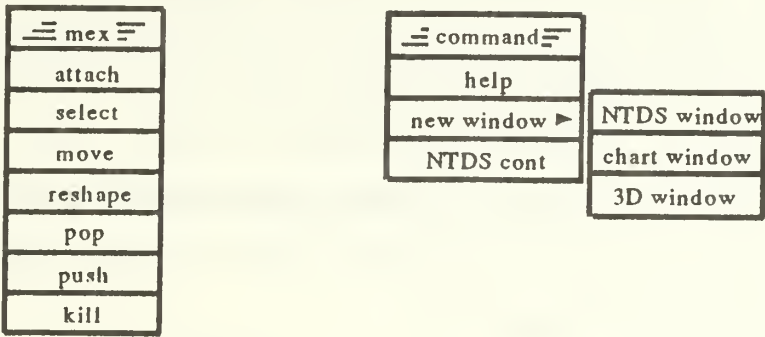 mex
attach
select
move
reshape
pop
push
kill
command
help
new window
NTDS cont
NTDS window
chart window
3D window